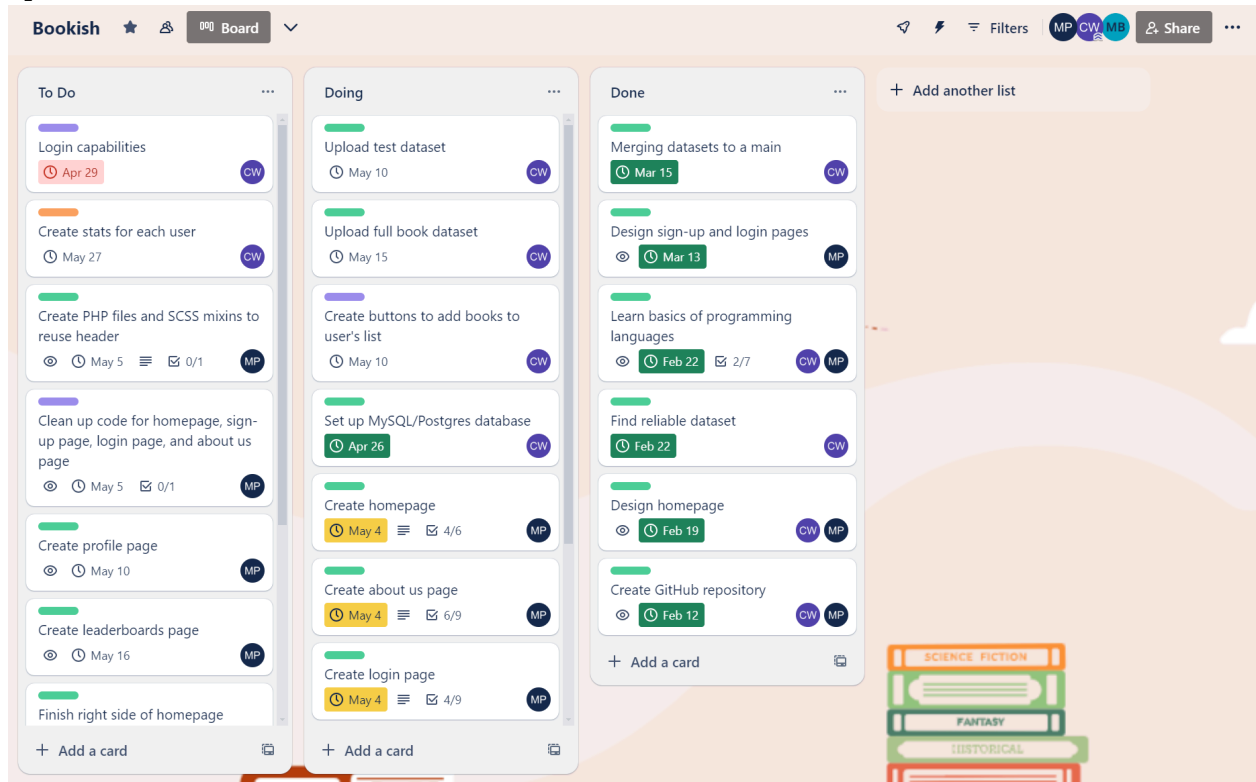 Bookish
Board
Filters
MP CW MB
Share
To Do
Login capabilities
Apr 29
CW
Create stats for each user
May 27
CW
Create PHP files and SCSS mixins to
reuse header
May 5 0/1 MP
Clean up code for homepage, sign-
up page, login page, and about us
page
May 5 0/1 MP
Create profile page
May 10 MP
Create leaderboards page
May 16 MP
Finish right side of homepage
+ Add a card
Doing
Upload test dataset
May 10 CW
Upload full book dataset
May 15 CW
Create buttons to add books to
user's list
May 10 CW
Set up MySQL/Postgres database
Apr 26 CW
Create homepage
May 4 4/6 MP
Create about us page
May 4 6/9 MP
Create login page
May 4 4/9 MP
+ Add a card
Done
Merging datasets to a main
Mar 15 CW
Design sign-up and login pages
Mar 13 MP
Learn basics of programming
languages
Feb 22 2/7 CW MP
Find reliable dataset
Feb 22 CW
Design homepage
Feb 19 CW MP
Create GitHub repository
Feb 12 CW MP
+ Add a card
+ Add another list
SCIENCE FICTION
FANTASY
HISTORICAL